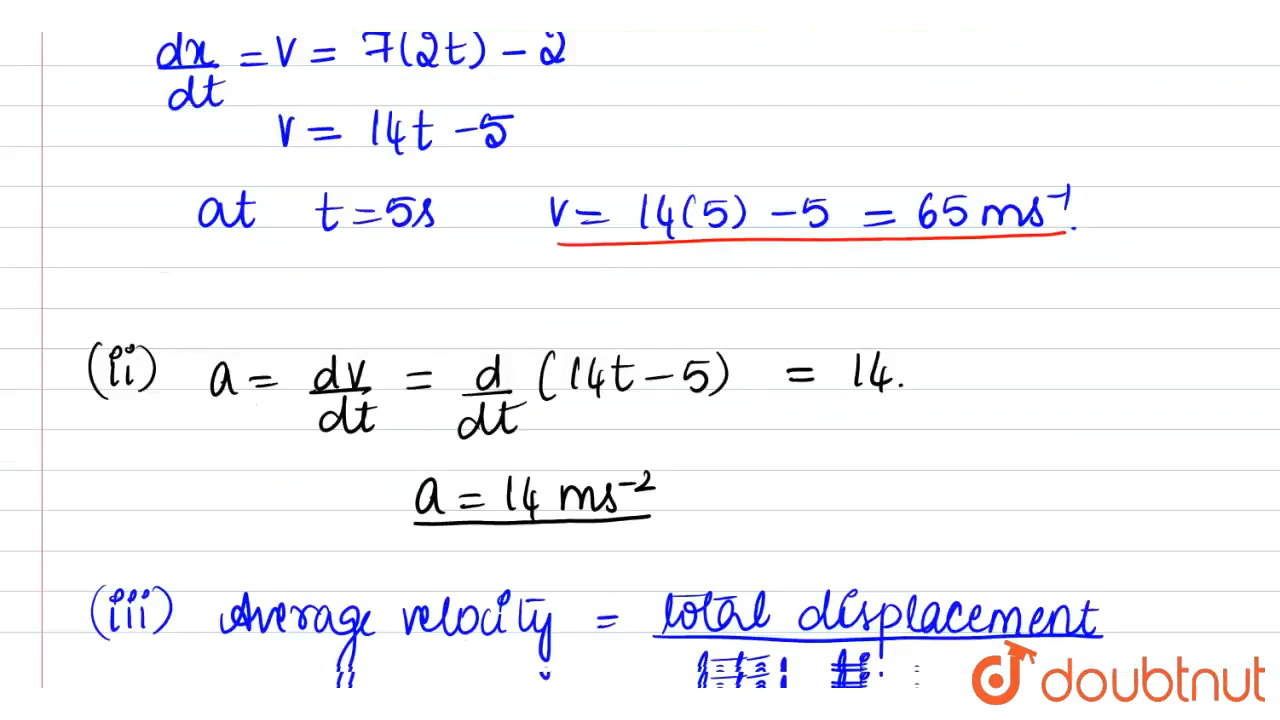 dx/dt = v = 7(2t) - 2
v = 14t - 5
at t = 5s v = 14(5) - 5 = 65 ms⁻¹.
(ii) a = dv/dt = d/dt (14t - 5) = 14.
a = 14 ms⁻²
(iii) Average velocity = total displacement
doubtnut